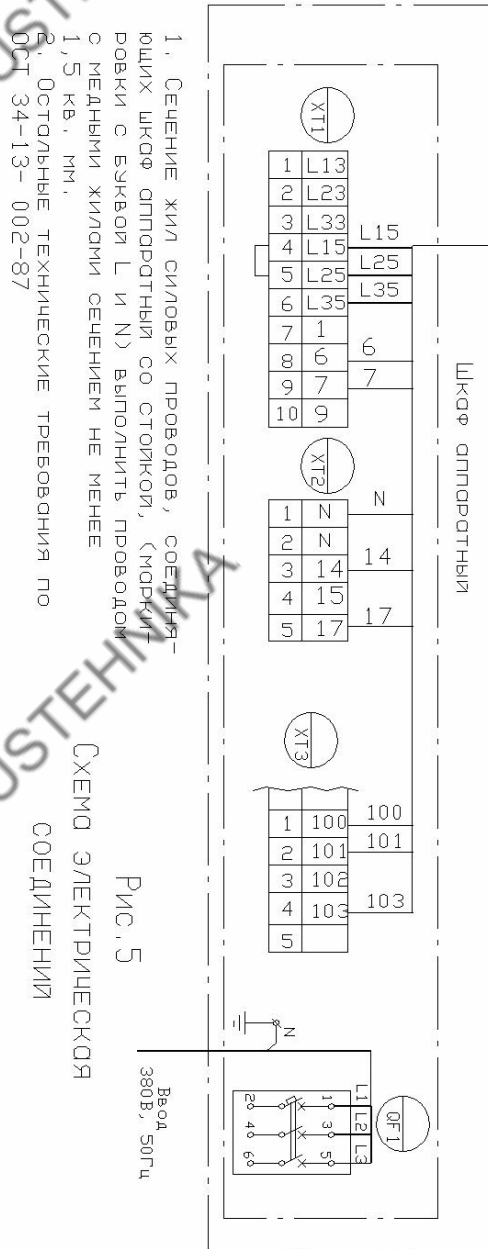 Шкаф аппаратный
XT1
1 L13
2 L23
3 L33
4 L15 L15
5 L25 L25
6 L35 L35
7 1
8 6 6
9 7 7
10 9
XT2
1 N N
2 N
3 14 14
4 15
5 17 17
XT3
1 100 100
2 101 101
3 102
4 103 103
5
QF1
L1 L2 L3
1 3 5
2 4 6
N
Ввод
380В, 50Гц
1. Сечение жил силовых проводов, соединя-
ющих шкаф аппаратный со стойкой, (марки-
ровки с буквой L и N) выполнить проводом
с медными жилами сечением не менее
1,5 кв. мм.
2. Остальные технические требования по
ОСТ 34-13- 002-87
Рис.5
Схема электрическая
соединений
USTEHNIKA